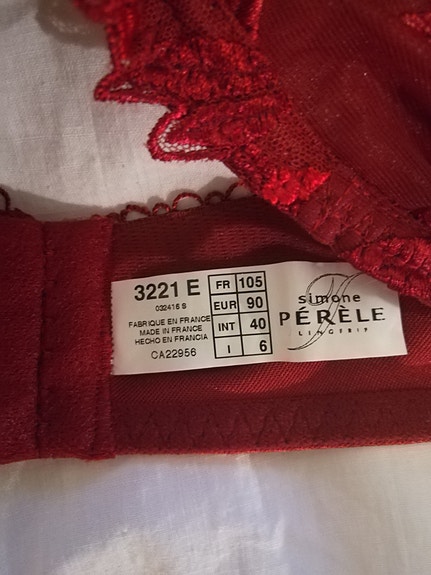 3221 E
032416 S
FABRIQUE EN FRANCE
MADE IN FRANCE
HECHO EN FRANCIA
CA22956
FR 105
EUR 90
INT 40
I 6
simone
PÉRÈLE
LINGERIE